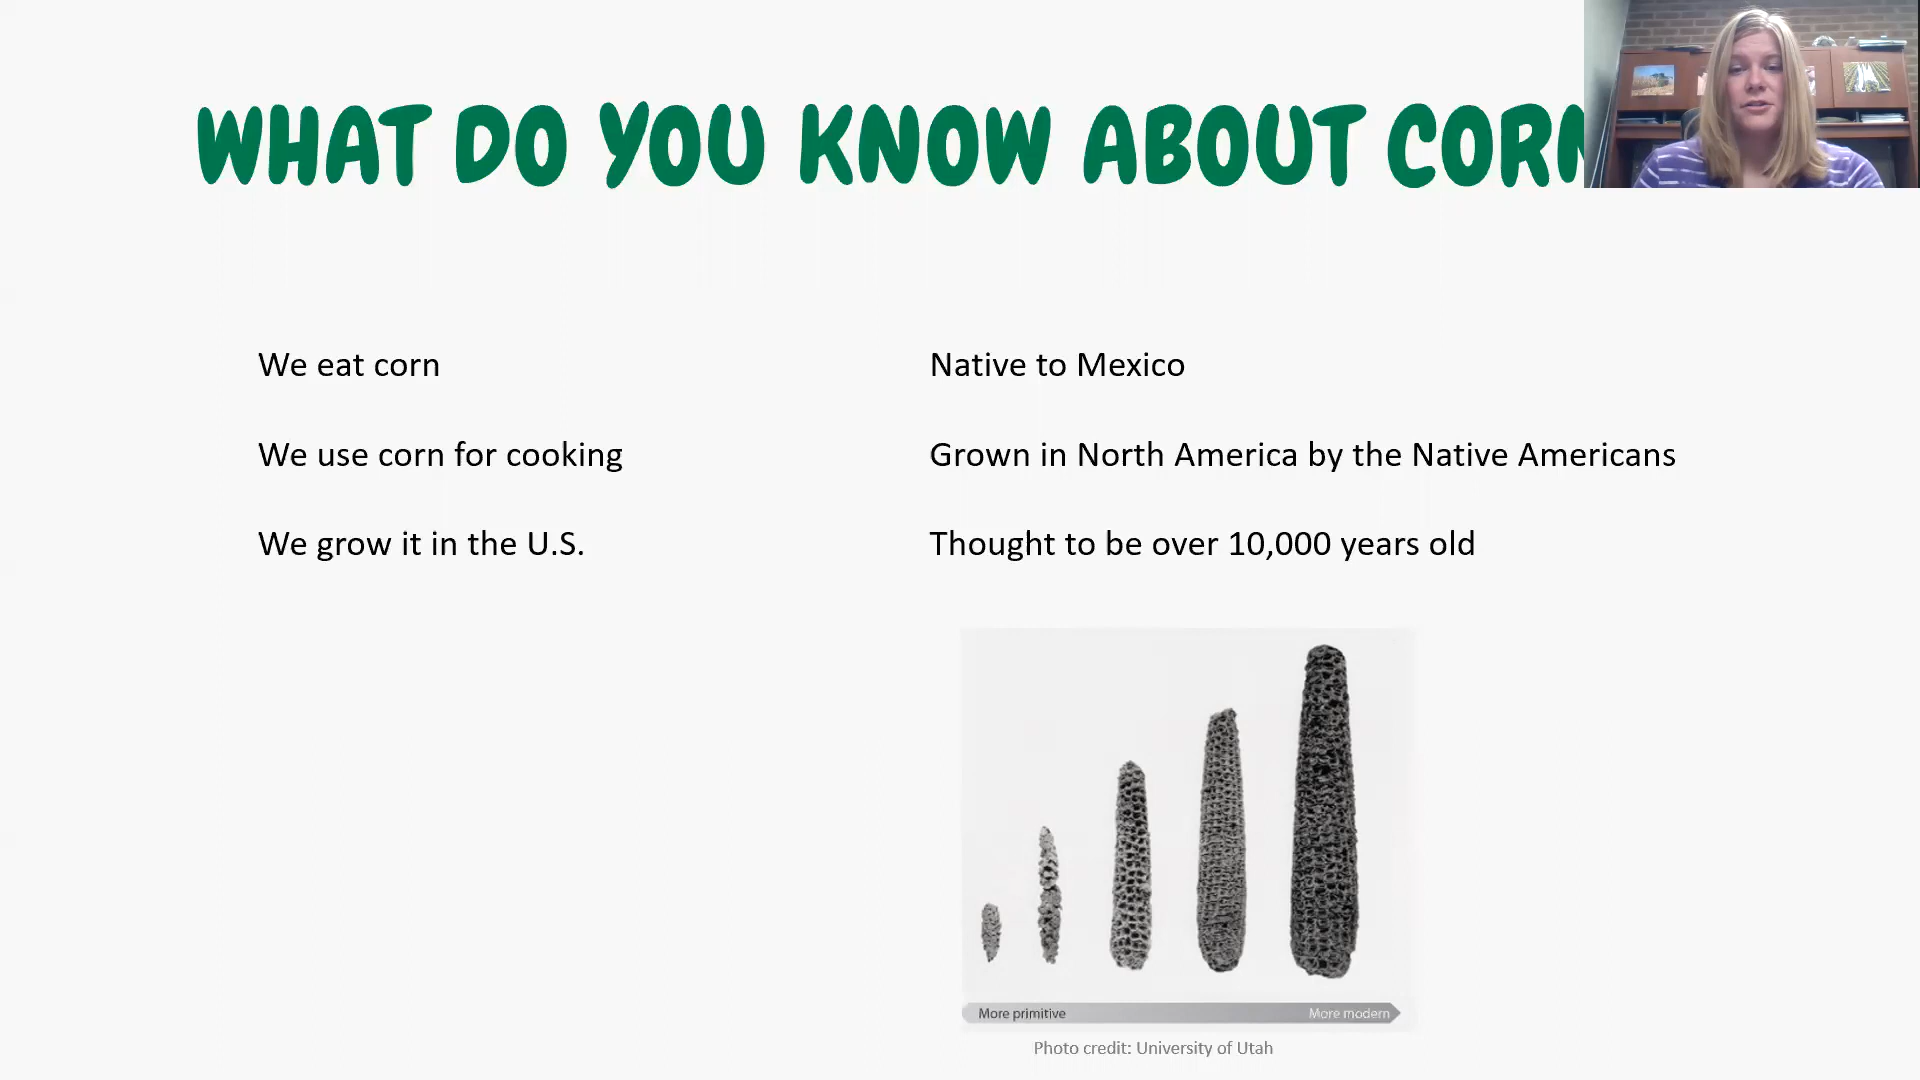 WHAT DO YOU KNOW ABOUT CORN
We eat corn
We use corn for cooking
We grow it in the U.S.
Native to Mexico
Grown in North America by the Native Americans
Thought to be over 10,000 years old
More primitive
More modern
Photo credit: University of Utah